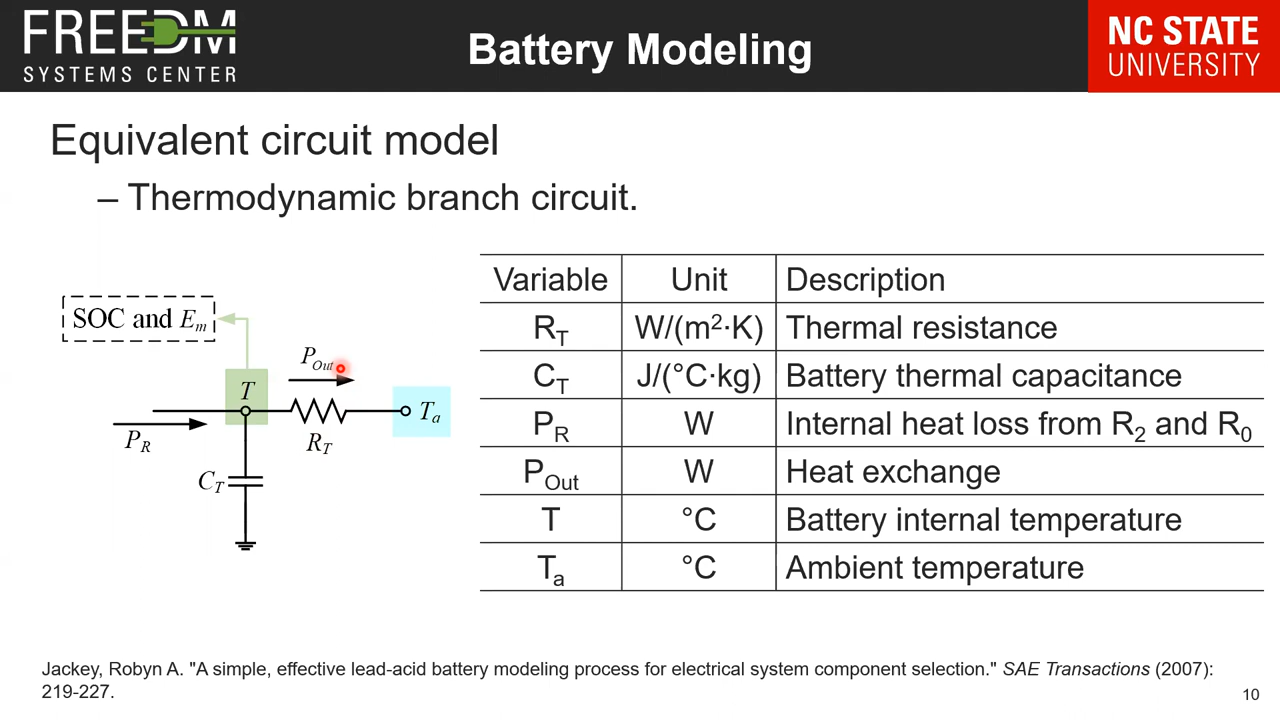 FREEDM
SYSTEMS CENTER
Battery Modeling
NC STATE
UNIVERSITY
Equivalent circuit model
– Thermodynamic branch circuit.
SOC and Em
POut
T
Ta
PR
RT
CT
Variable Unit Description
RT W/(m²·K) Thermal resistance
CT J/(°C·kg) Battery thermal capacitance
PR W Internal heat loss from R2 and R0
POut W Heat exchange
T °C Battery internal temperature
Ta °C Ambient temperature
Jackey, Robyn A. "A simple, effective lead-acid battery modeling process for electrical system component selection." SAE Transactions (2007):
219-227.
10